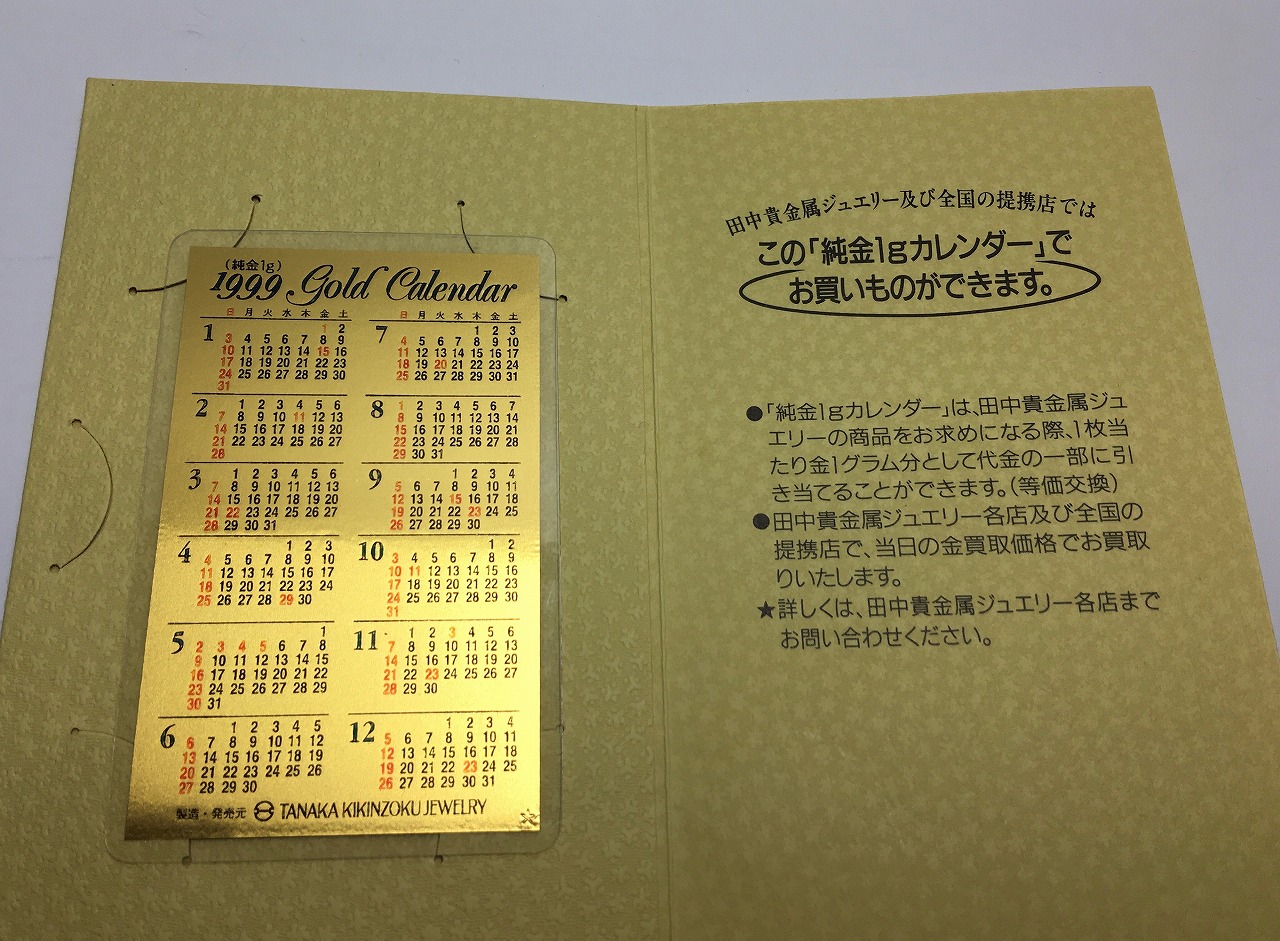 (純金1g)
1999 Gold Calendar
日 月 火 水 木 金 土
1
1 2
3 4 5 6 7 8 9
10 11 12 13 14 15 16
17 18 19 20 21 22 23
24 25 26 27 28 29 30
31
2
1 2 3 4 5 6
7 8 9 10 11 12 13
14 15 16 17 18 19 20
21 22 23 24 25 26 27
28
3
1 2 3 4 5 6
7 8 9 10 11 12 13
14 15 16 17 18 19 20
21 22 23 24 25 26 27
28 29 30 31
4
1 2 3
4 5 6 7 8 9 10
11 12 13 14 15 16 17
18 19 20 21 22 23 24
25 26 27 28 29 30
5
1
2 3 4 5 6 7 8
9 10 11 12 13 14 15
16 17 18 19 20 21 22
23 24 25 26 27 28 29
30 31
6
1 2 3 4 5
6 7 8 9 10 11 12
13 14 15 16 17 18 19
20 21 22 23 24 25 26
27 28 29 30
日 月 火 水 木 金 土
7
1 2 3
4 5 6 7 8 9 10
11 12 13 14 15 16 17
18 19 20 21 22 23 24
25 26 27 28 29 30 31
8
1 2 3 4 5 6 7
8 9 10 11 12 13 14
15 16 17 18 19 20 21
22 23 24 25 26 27 28
29 30 31
9
1 2 3 4
5 6 7 8 9 10 11
12 13 14 15 16 17 18
19 20 21 22 23 24 25
26 27 28 29 30
10
1 2
3 4 5 6 7 8 9
10 11 12 13 14 15 16
17 18 19 20 21 22 23
24 25 26 27 28 29 30
31
11
1 2 3 4 5 6
7 8 9 10 11 12 13
14 15 16 17 18 19 20
21 22 23 24 25 26 27
28 29 30
12
1 2 3 4
5 6 7 8 9 10 11
12 13 14 15 16 17 18
19 20 21 22 23 24 25
26 27 28 29 30 31
製造・発売元 TANAKA KIKINZOKU JEWELRY
田中貴金属ジュエリー及び全国の提携店では
この「純金1gカレンダー」で
お買いものができます。
●「純金1gカレンダー」は、田中貴金属ジュ
エリーの商品をお求めになる際、1枚当
たり金1グラム分として代金の一部に引
き当てることができます。(等価交換)
●田中貴金属ジュエリー各店及び全国の
提携店で、当日の金買取価格でお買取
りいたします。
★詳しくは、田中貴金属ジュエリー各店まで
お問い合わせください。